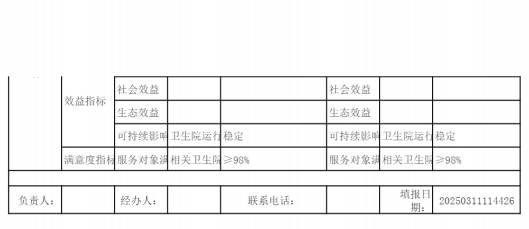 社会效益 社会效益
效益指标
生态效益 生态效益
可持续影响 卫生院运行 稳定 可持续影响 卫生院运行 稳定
满意度指标 服务对象满 相关卫生院 ≥98% 服务对象满 相关卫生院 ≥98%
负责人： 经办人： 联系电话： 填报日
期： 20250311114426